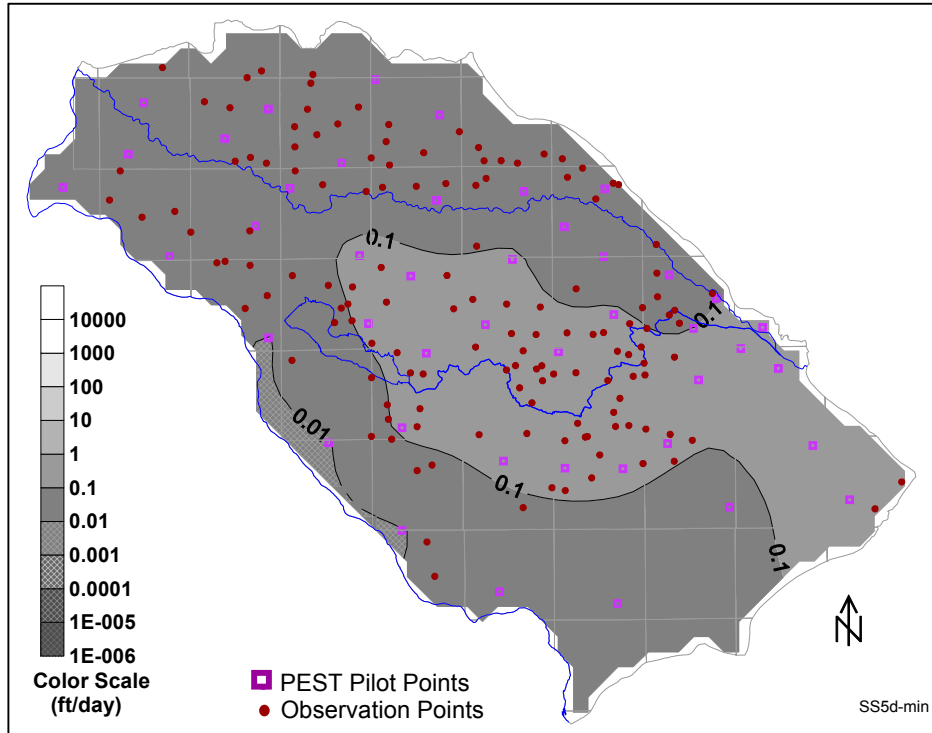 0.1
0.1
0.01
0.1
0.1
10000
1000
100
10
1
0.1
0.01
0.001
0.0001
1E-005
1E-006
Color Scale
(ft/day)
PEST Pilot Points
Observation Points
N
SS5d-min